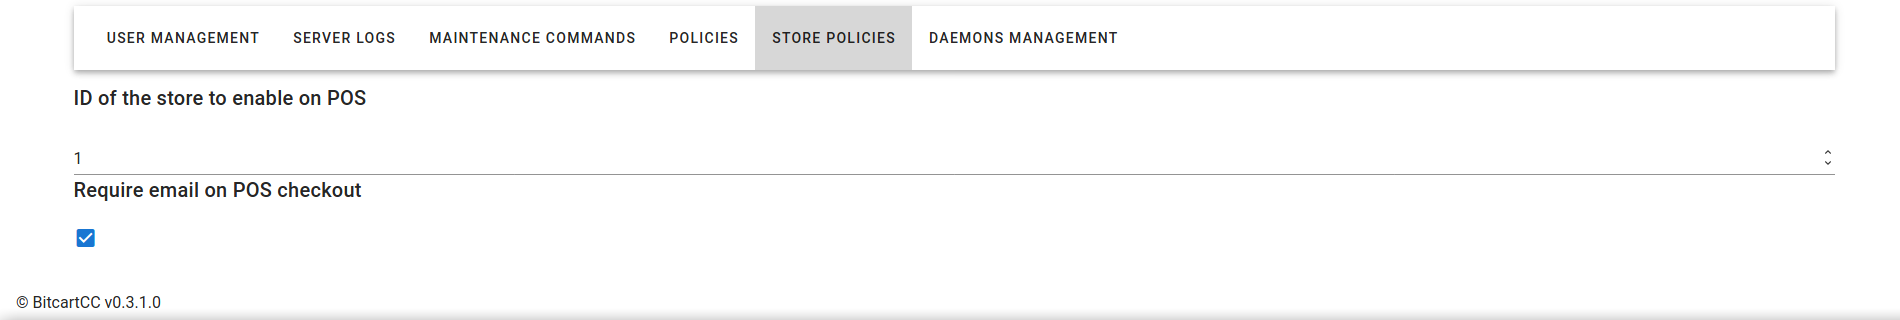 USER MANAGEMENT SERVER LOGS MAINTENANCE COMMANDS POLICIES STORE POLICIES DAEMONS MANAGEMENT
ID of the store to enable on POS
1
Require email on POS checkout
© BitcartCC v0.3.1.0